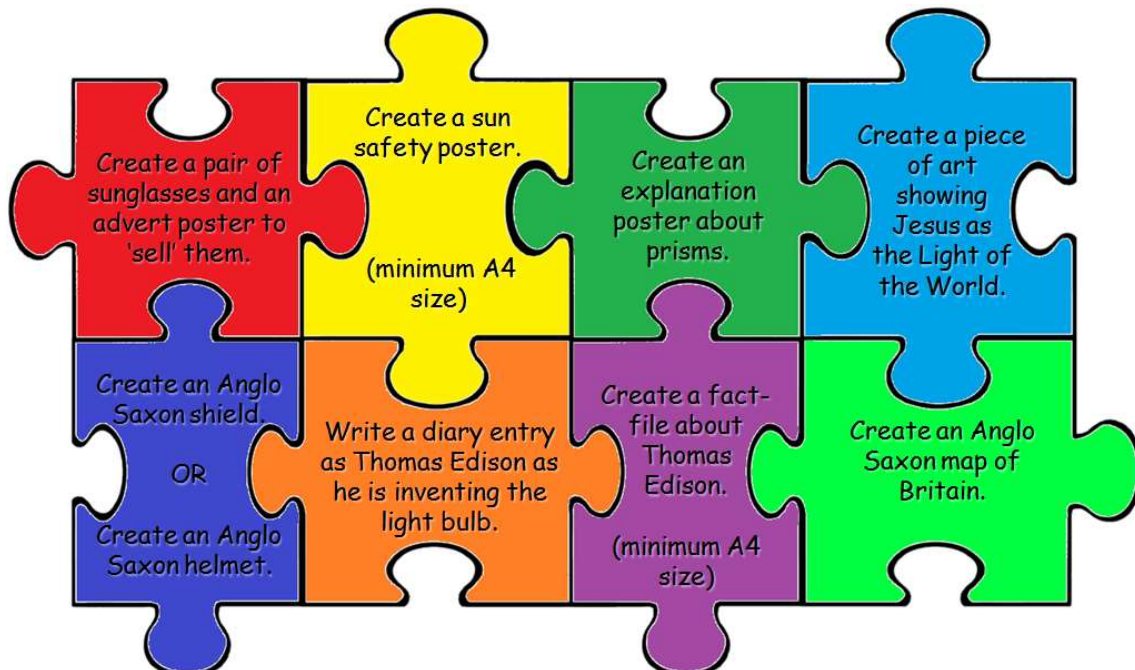 Create a pair of
sunglasses and an
advert poster to
‘sell’ them.
Create a sun
safety poster.
(minimum A4
size)
Create an
explanation
poster about
prisms.
Create a piece
of art
showing
Jesus as
the Light of
the World.
Create an Anglo
Saxon shield.
OR
Create an Anglo
Saxon helmet.
Write a diary entry
as Thomas Edison as
he is inventing the
light bulb.
Create a fact-
file about
Thomas
Edison.
(minimum A4
size)
Create an Anglo
Saxon map of
Britain.